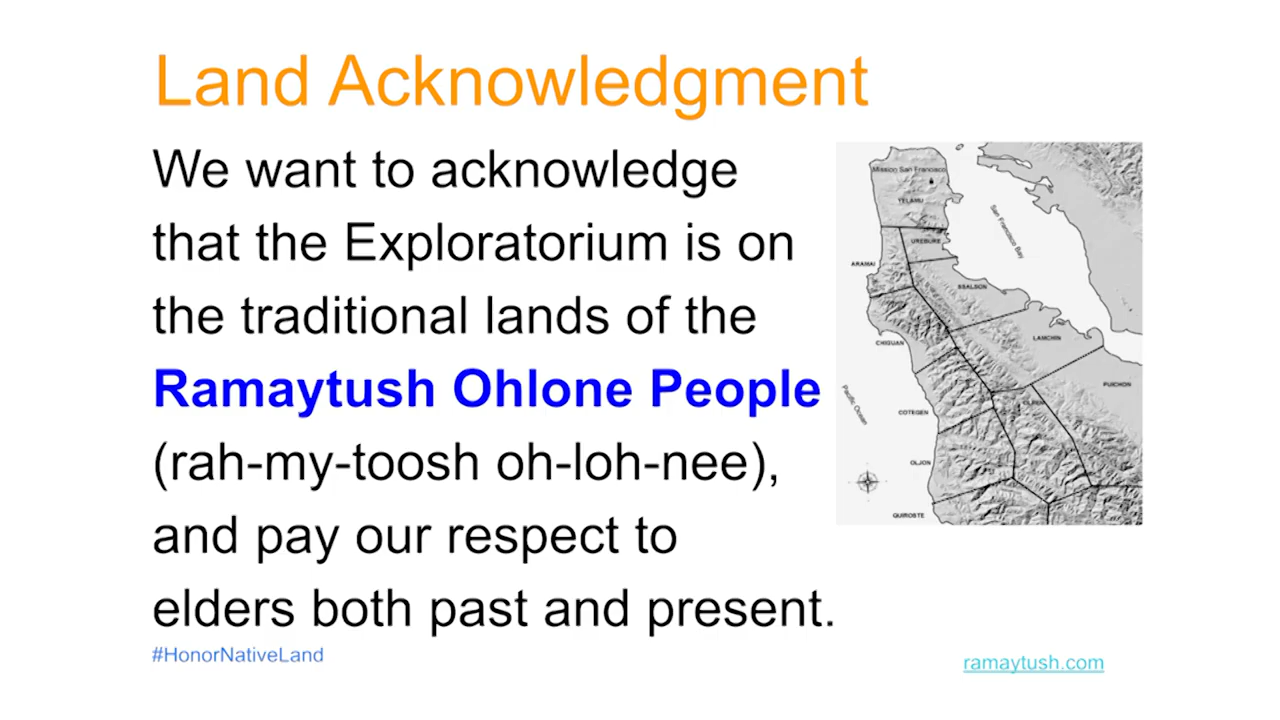 Land Acknowledgment
We want to acknowledge
that the Exploratorium is on
the traditional lands of the
Ramaytush Ohlone People
(rah-my-toosh oh-loh-nee),
and pay our respect to
elders both past and present.
#HonorNativeLand
Mission San Francisco
YELAMU
San Francisco Bay
UREBURE
ARAMAI
SSALSON
CHIGUAN
LAMCHIN
PUICHON
Pacific Ocean
COTEGEN
OLJON
QUIROSTE
ramaytush.com